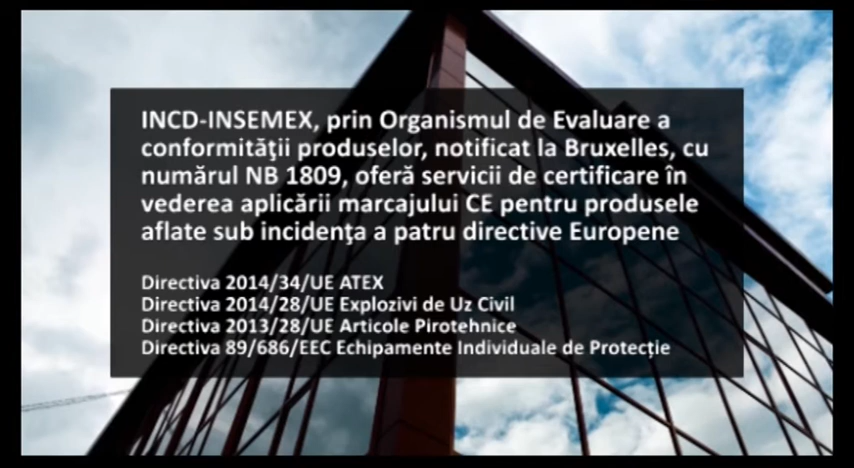 INCD-INSEMEX, prin Organismul de Evaluare a
conformităţii produselor, notificat la Bruxelles, cu
numărul NB 1809, oferă servicii de certificare în
vederea aplicării marcajului CE pentru produsele
aflate sub incidenţa a patru directive Europene
Directiva 2014/34/UE ATEX
Directiva 2014/28/UE Explozivi de Uz Civil
Directiva 2013/28/UE Articole Pirotehnice
Directiva 89/686/EEC Echipamente Individuale de Protecţie